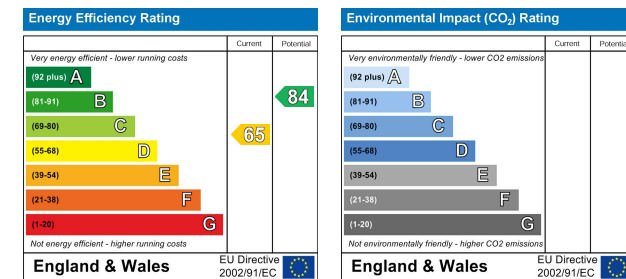 Energy Efficiency Rating
Current Potential
Very energy efficient - lower running costs
(92 plus) A
(81-91) B
84
(69-80) C
65
(55-68) D
(39-54) E
(21-38) F
(1-20) G
Not energy efficient - higher running costs
England & Wales
EU Directive
2002/91/EC
Environmental Impact (CO2) Rating
Current Potential
Very environmentally friendly - lower CO2 emissions
(92 plus) A
(81-91) B
(69-80) C
(55-68) D
(39-54) E
(21-38) F
(1-20) G
Not environmentally friendly - higher CO2 emissions
England & Wales
EU Directive
2002/91/EC